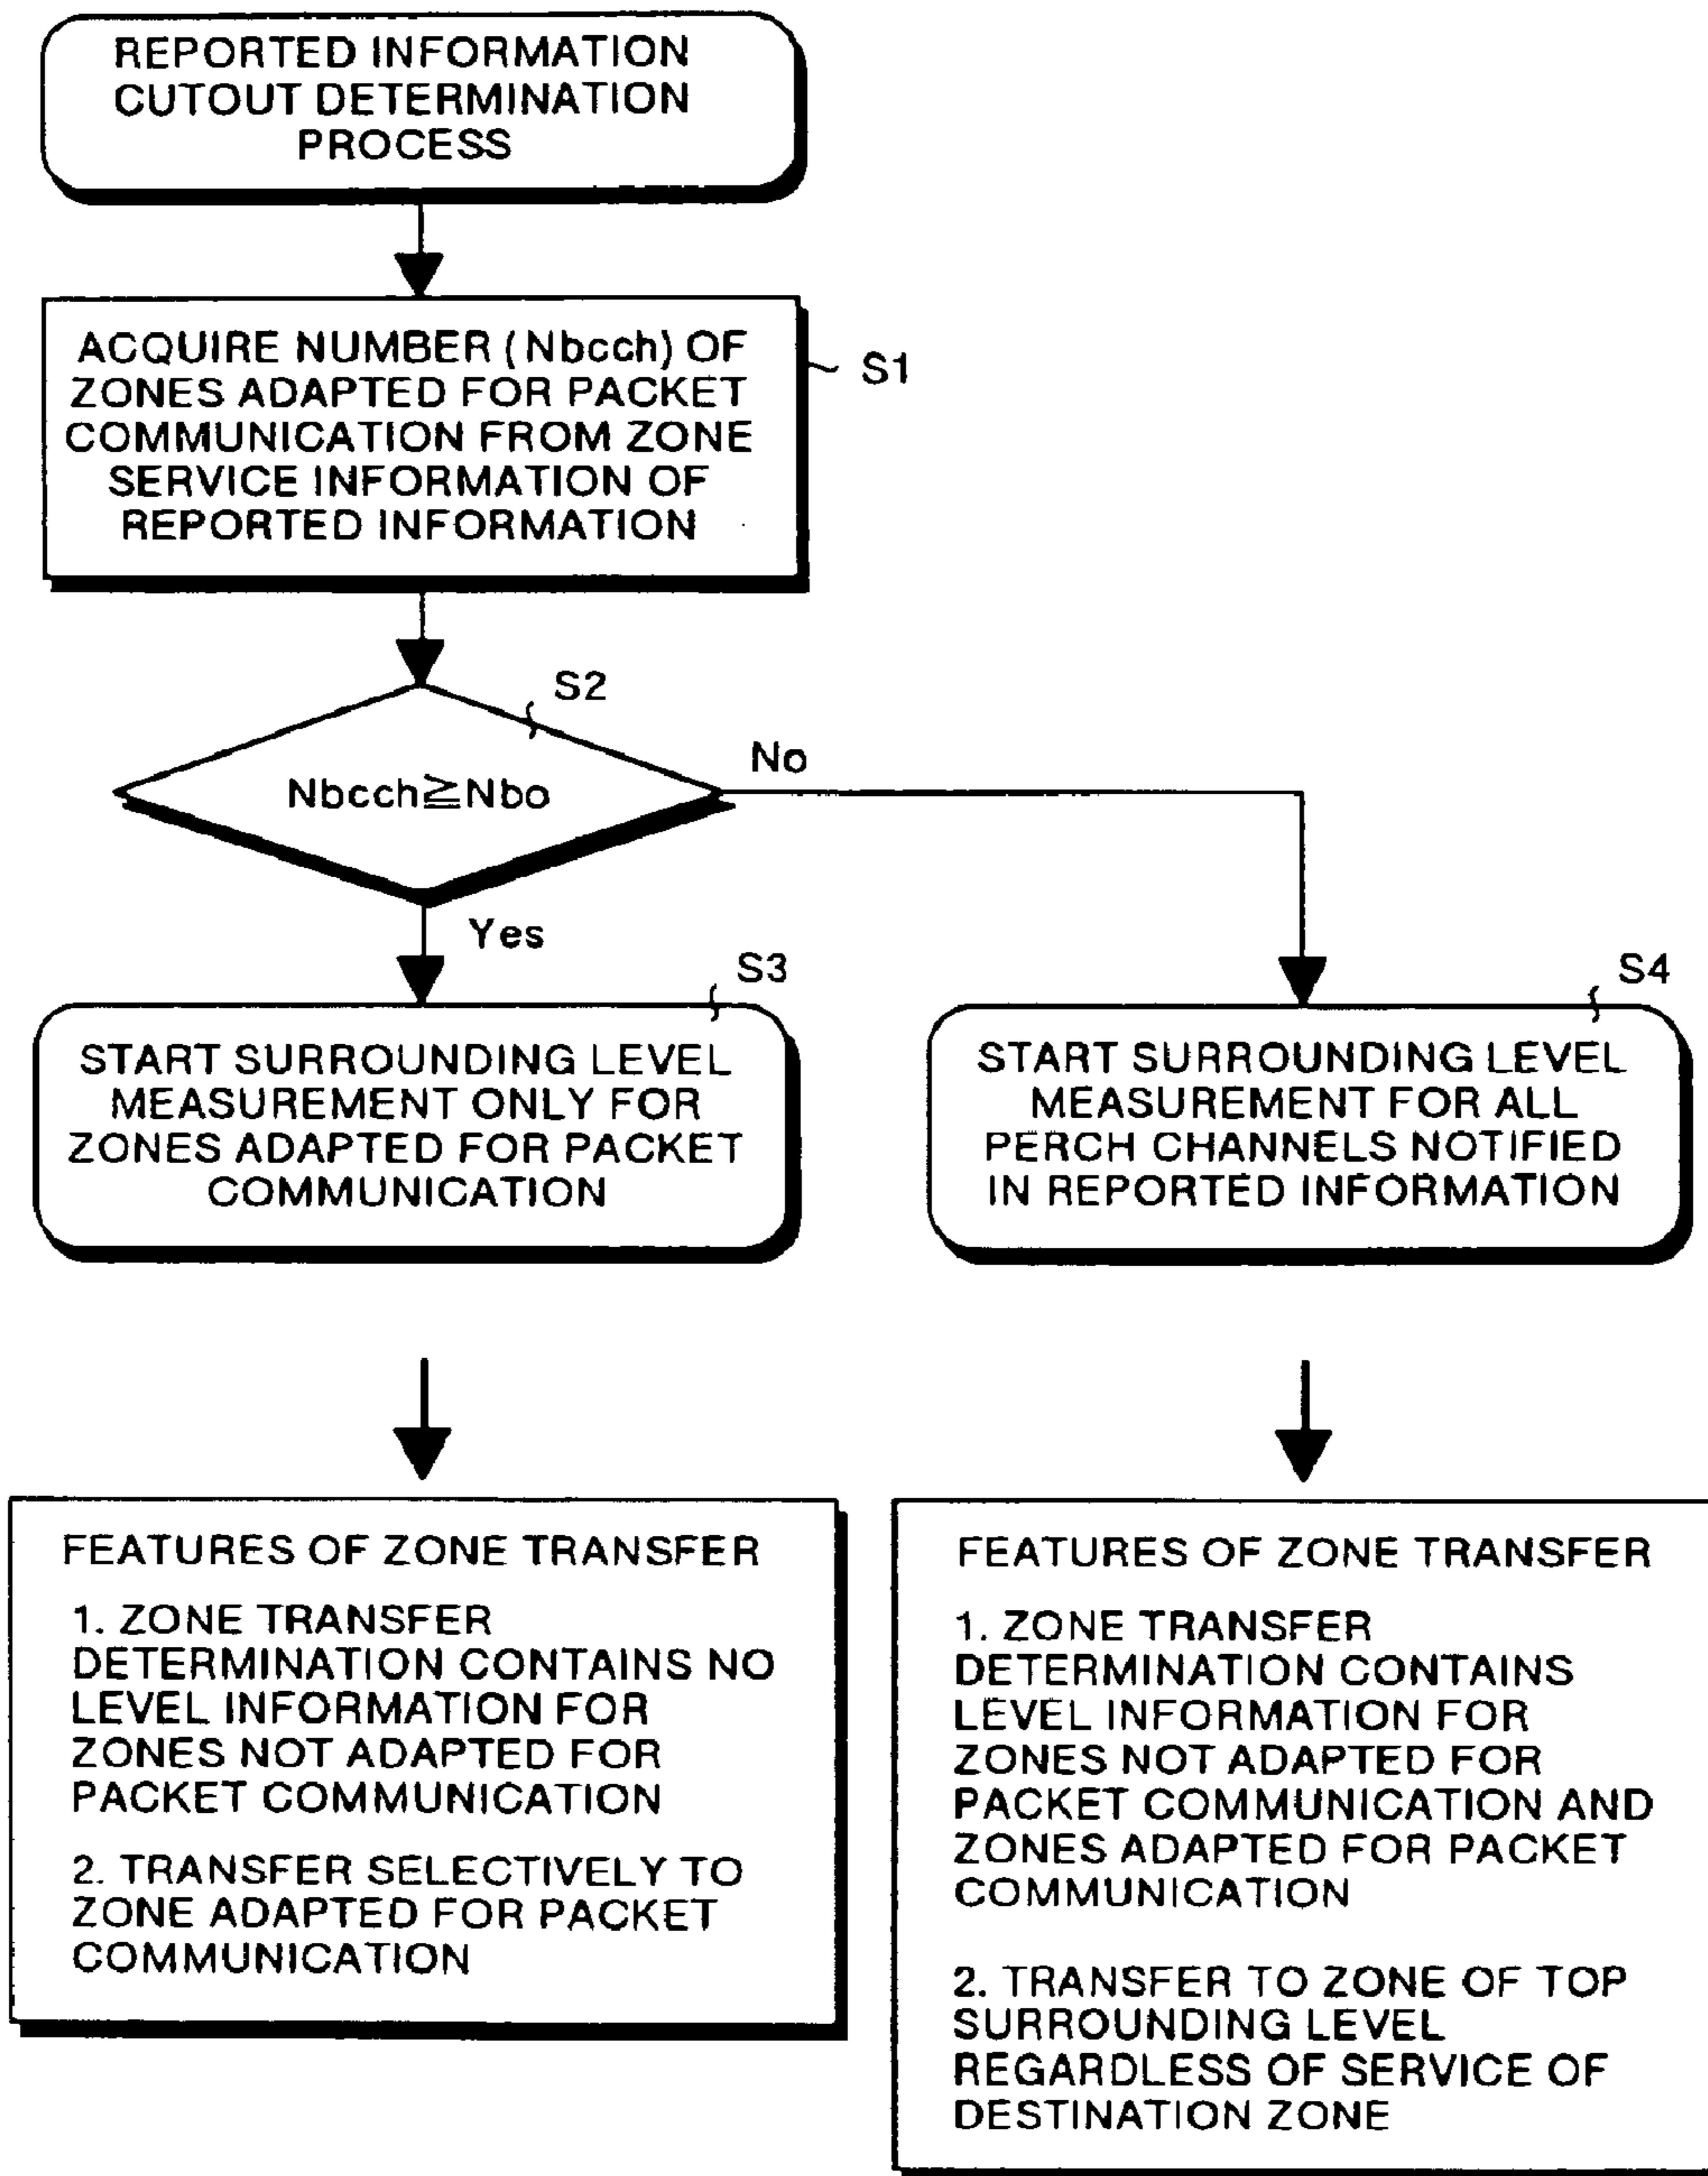 REPORTED INFORMATION
CUTOUT DETERMINATION
PROCESS
ACQUIRE NUMBER (Nbcch) OF
ZONES ADAPTED FOR PACKET
COMMUNICATION FROM ZONE
SERVICE INFORMATION OF
REPORTED INFORMATION
S1
S2
Nbcch≧Nbo
No
Yes
S3
START SURROUNDING LEVEL
MEASUREMENT ONLY FOR
ZONES ADAPTED FOR PACKET
COMMUNICATION
S4
START SURROUNDING LEVEL
MEASUREMENT FOR ALL
PERCH CHANNELS NOTIFIED
IN REPORTED INFORMATION
FEATURES OF ZONE TRANSFER
1. ZONE TRANSFER
DETERMINATION CONTAINS NO
LEVEL INFORMATION FOR
ZONES NOT ADAPTED FOR
PACKET COMMUNICATION
2. TRANSFER SELECTIVELY TO
ZONE ADAPTED FOR PACKET
COMMUNICATION
FEATURES OF ZONE TRANSFER
1. ZONE TRANSFER
DETERMINATION CONTAINS
LEVEL INFORMATION FOR
ZONES NOT ADAPTED FOR
PACKET COMMUNICATION AND
ZONES ADAPTED FOR PACKET
COMMUNICATION
2. TRANSFER TO ZONE OF TOP
SURROUNDING LEVEL
REGARDLESS OF SERVICE OF
DESTINATION ZONE